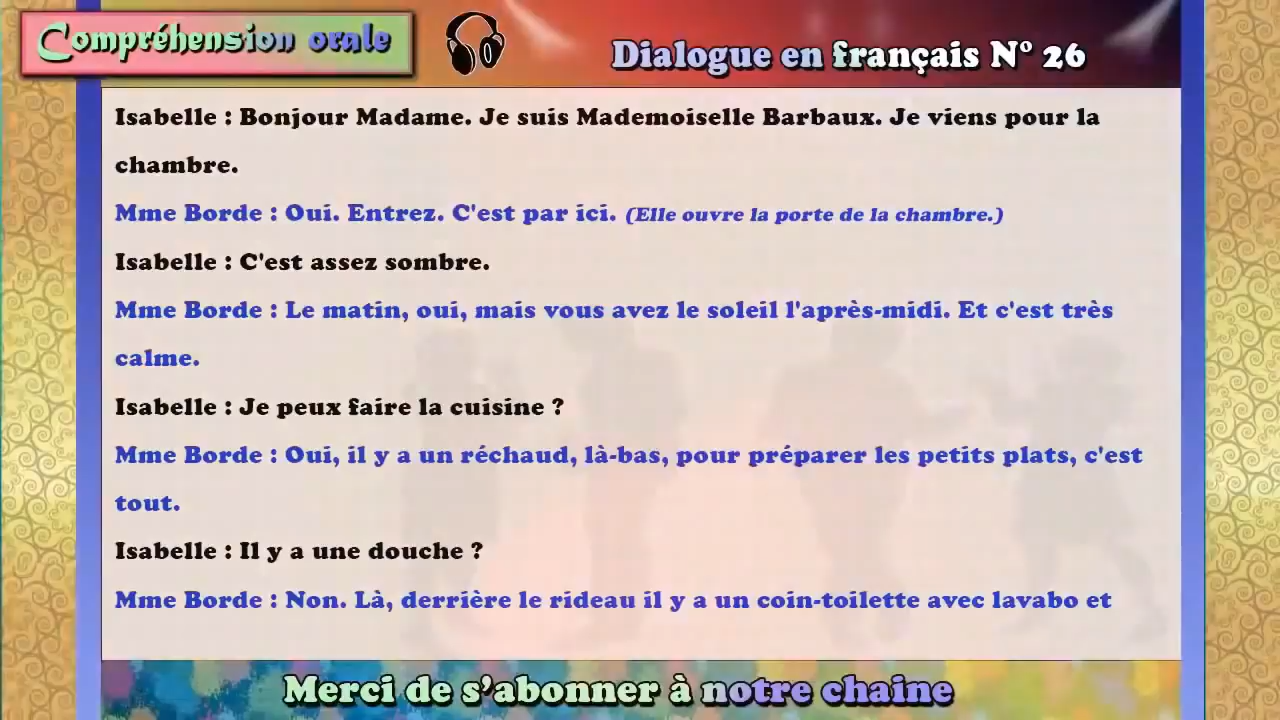 Compréhension orale
Dialogue en français N° 26
Isabelle : Bonjour Madame. Je suis Mademoiselle Barbaux. Je viens pour la
chambre.
Mme Borde : Oui. Entrez. C'est par ici. (Elle ouvre la porte de la chambre.)
Isabelle : C'est assez sombre.
Mme Borde : Le matin, oui, mais vous avez le soleil l'après-midi. Et c'est très
calme.
Isabelle : Je peux faire la cuisine ?
Mme Borde : Oui, il y a un réchaud, là-bas, pour préparer les petits plats, c'est
tout.
Isabelle : Il y a une douche ?
Mme Borde : Non. Là, derrière le rideau il y a un coin-toilette avec lavabo et
Merci de s'abonner à notre chaine